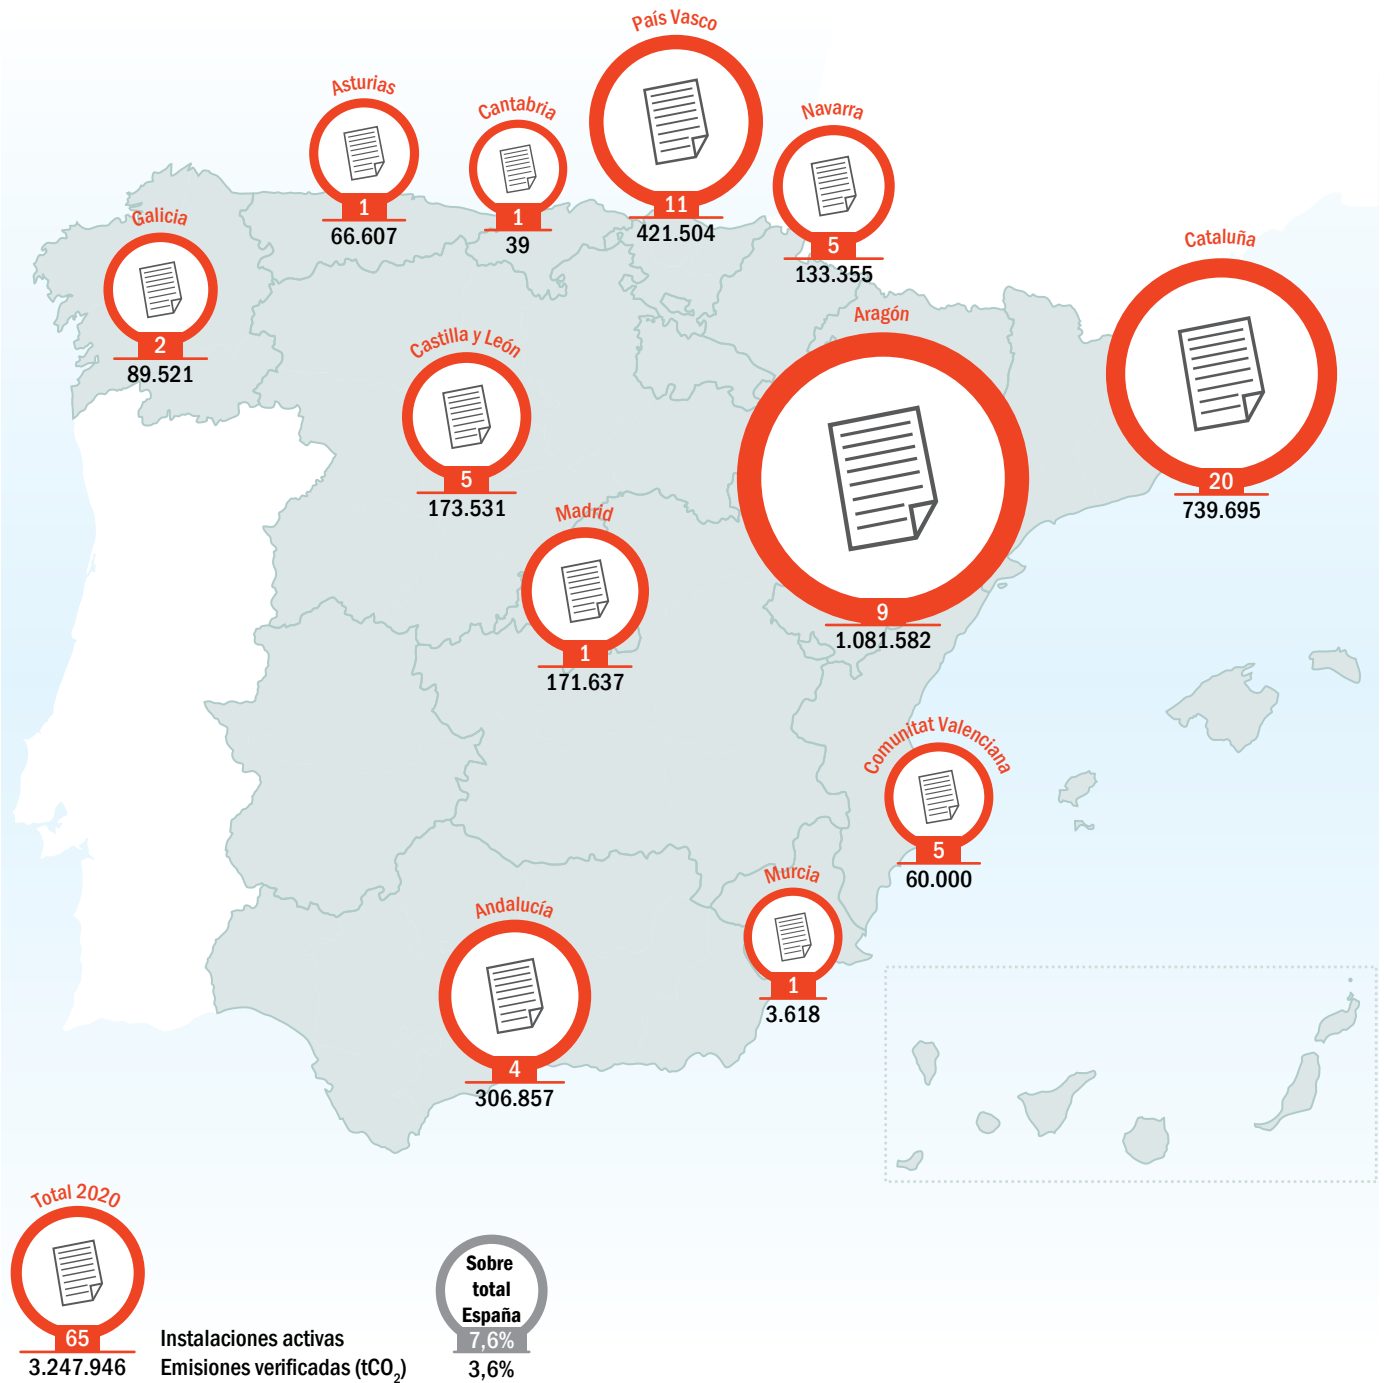 País Vasco
11
421.504
Asturias
1
66.607
Cantabria
1
39
Navarra
5
133.355
Galicia
2
89.521
Cataluña
20
739.695
Aragón
9
1.081.582
Castilla y León
5
173.531
Madrid
1
171.637
Comunitat Valenciana
5
60.000
Murcia
1
3.618
Andalucía
4
306.857
Total 2020
65
3.247.946
Instalaciones activas
Emisiones verificadas (tCO₂)
Sobre
total
España
7,6%
3,6%